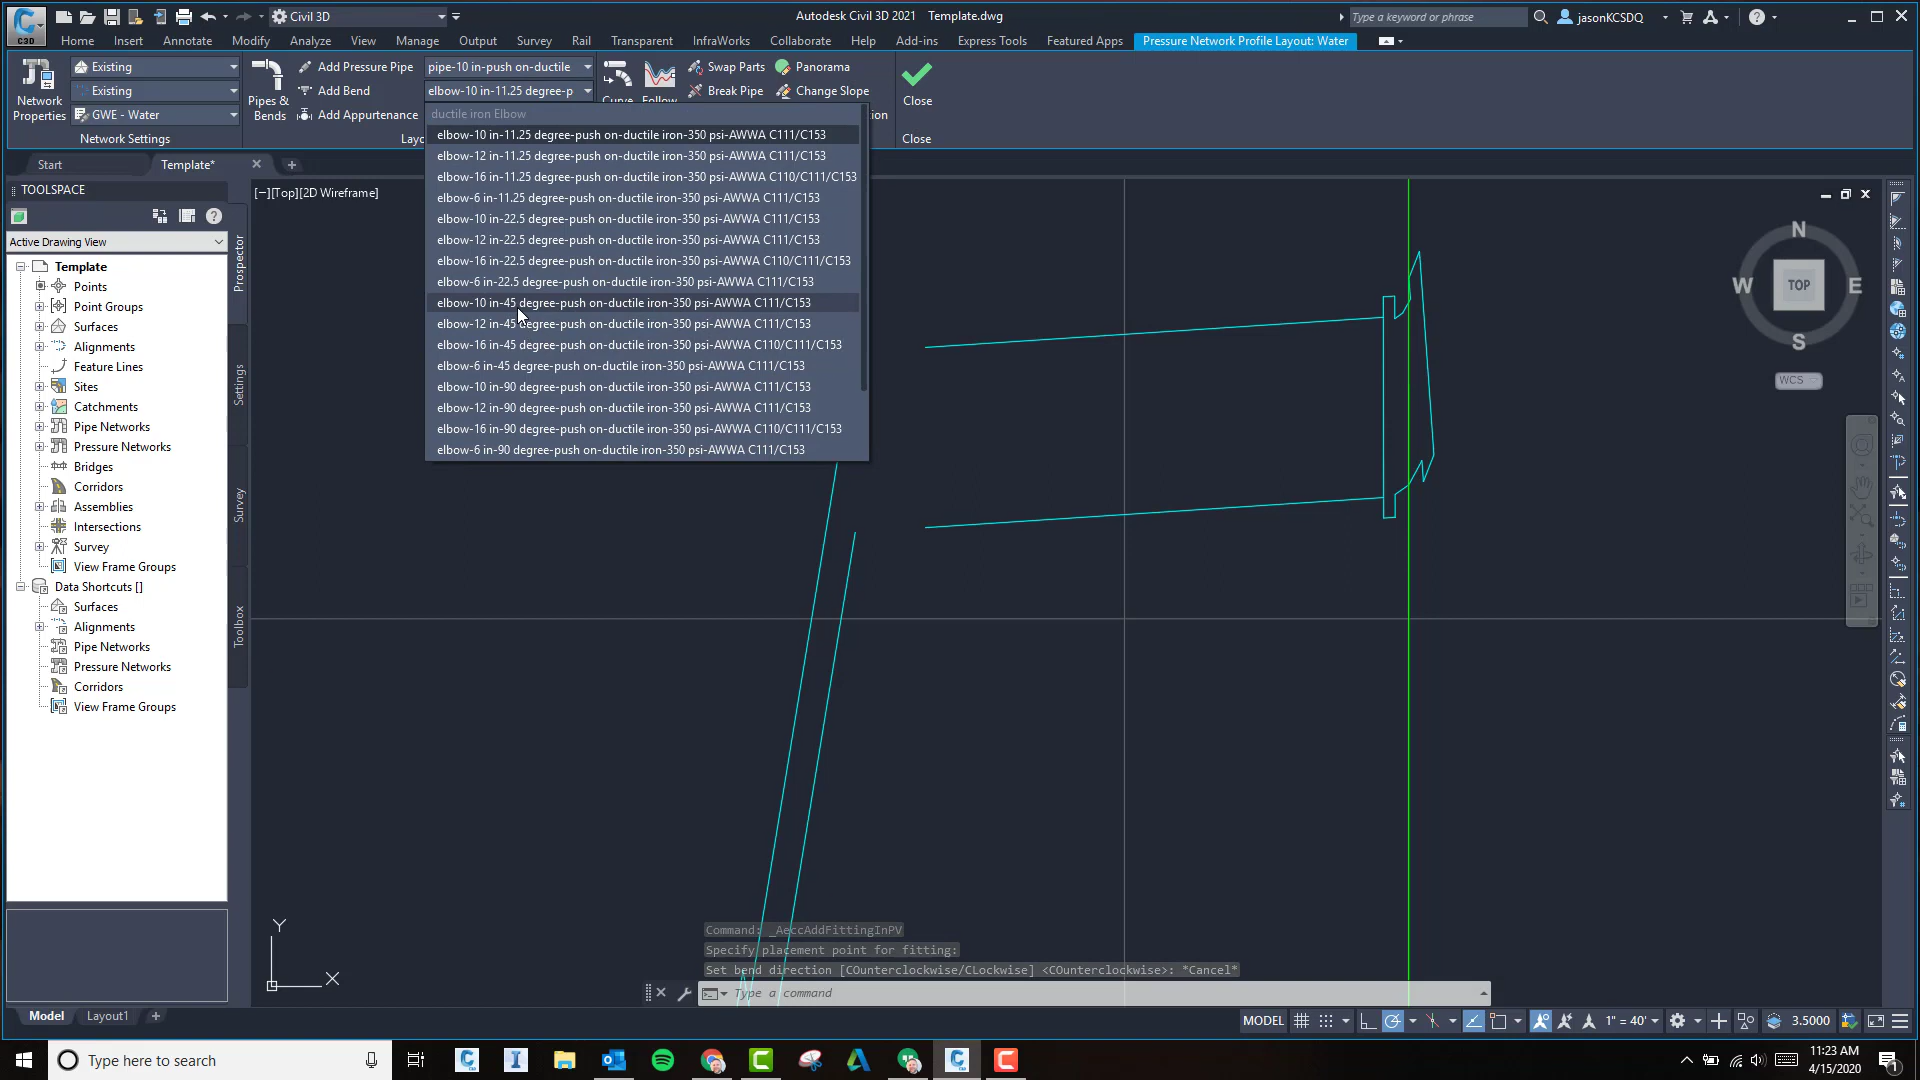 C3D
Civil 3D
Autodesk Civil 3D 2021 Template.dwg
Type a keyword or phrase
jasonKCSDQ
Home Insert Annotate Modify Analyze View Manage Output Survey Rail Transparent InfraWorks Collaborate Help Add-ins Express Tools Featured Apps Pressure Network Profile Layout: Water
Network Properties
Existing
Existing
GWE - Water
Network Settings
Pipes & Bends
Add Pressure Pipe
Add Bend
Add Appurtenance
pipe-10 in-push on-ductile
elbow-10 in-11.25 degree-p
Swap Parts
Break Pipe
Panorama
Change Slope
Close
Close
ductile iron Elbow
elbow-10 in-11.25 degree-push on-ductile iron-350 psi-AWWA C111/C153
elbow-12 in-11.25 degree-push on-ductile iron-350 psi-AWWA C111/C153
elbow-16 in-11.25 degree-push on-ductile iron-350 psi-AWWA C110/C111/C153
elbow-6 in-11.25 degree-push on-ductile iron-350 psi-AWWA C111/C153
elbow-10 in-22.5 degree-push on-ductile iron-350 psi-AWWA C111/C153
elbow-12 in-22.5 degree-push on-ductile iron-350 psi-AWWA C111/C153
elbow-16 in-22.5 degree-push on-ductile iron-350 psi-AWWA C110/C111/C153
elbow-6 in-22.5 degree-push on-ductile iron-350 psi-AWWA C111/C153
elbow-10 in-45 degree-push on-ductile iron-350 psi-AWWA C111/C153
elbow-12 in-45 degree-push on-ductile iron-350 psi-AWWA C111/C153
elbow-16 in-45 degree-push on-ductile iron-350 psi-AWWA C110/C111/C153
elbow-6 in-45 degree-push on-ductile iron-350 psi-AWWA C111/C153
elbow-10 in-90 degree-push on-ductile iron-350 psi-AWWA C111/C153
elbow-12 in-90 degree-push on-ductile iron-350 psi-AWWA C111/C153
elbow-16 in-90 degree-push on-ductile iron-350 psi-AWWA C110/C111/C153
elbow-6 in-90 degree-push on-ductile iron-350 psi-AWWA C111/C153
Start
Template*
TOOLSPACE
Active Drawing View
Template
Points
Point Groups
Surfaces
Alignments
Feature Lines
Sites
Catchments
Pipe Networks
Pressure Networks
Bridges
Corridors
Assemblies
Intersections
Survey
View Frame Groups
Data Shortcuts []
Surfaces
Alignments
Pipe Networks
Pressure Networks
Corridors
View Frame Groups
Prospector
Settings
Survey
Toolbox
[−][Top][2D Wireframe]
N
W TOP E
S
WCS
Y
X
Command: _AeccAddFittingInPV
Specify placement point for fitting:
Set bend direction [COunterclockwise/CLockwise] <COunterclockwise>: *Cancel*
Type a command
Model Layout1
MODEL
1" = 40'
3.5000
Type here to search
11:23 AM
4/15/2020
1